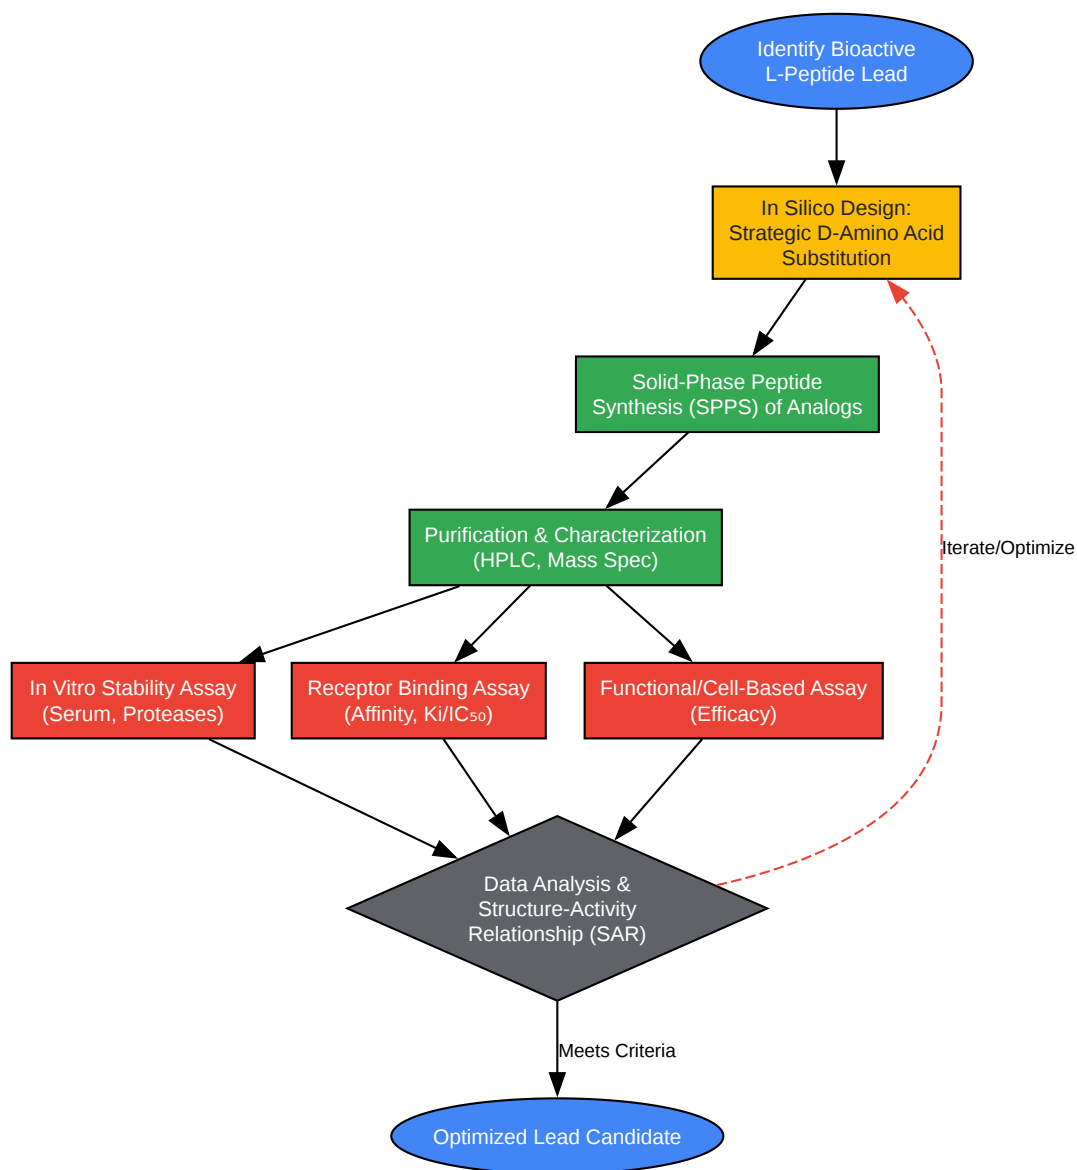 Identify Bioactive
L-Peptide Lead
In Silico Design:
Strategic D-Amino Acid
Substitution
Solid-Phase Peptide
Synthesis (SPPS) of Analogs
Purification & Characterization
(HPLC, Mass Spec)
Iterate/Optimize
In Vitro Stability Assay
(Serum, Proteases)
Receptor Binding Assay
(Affinity, Ki/IC₅₀)
Functional/Cell-Based Assay
(Efficacy)
Data Analysis &
Structure-Activity
Relationship (SAR)
Meets Criteria
Optimized Lead Candidate